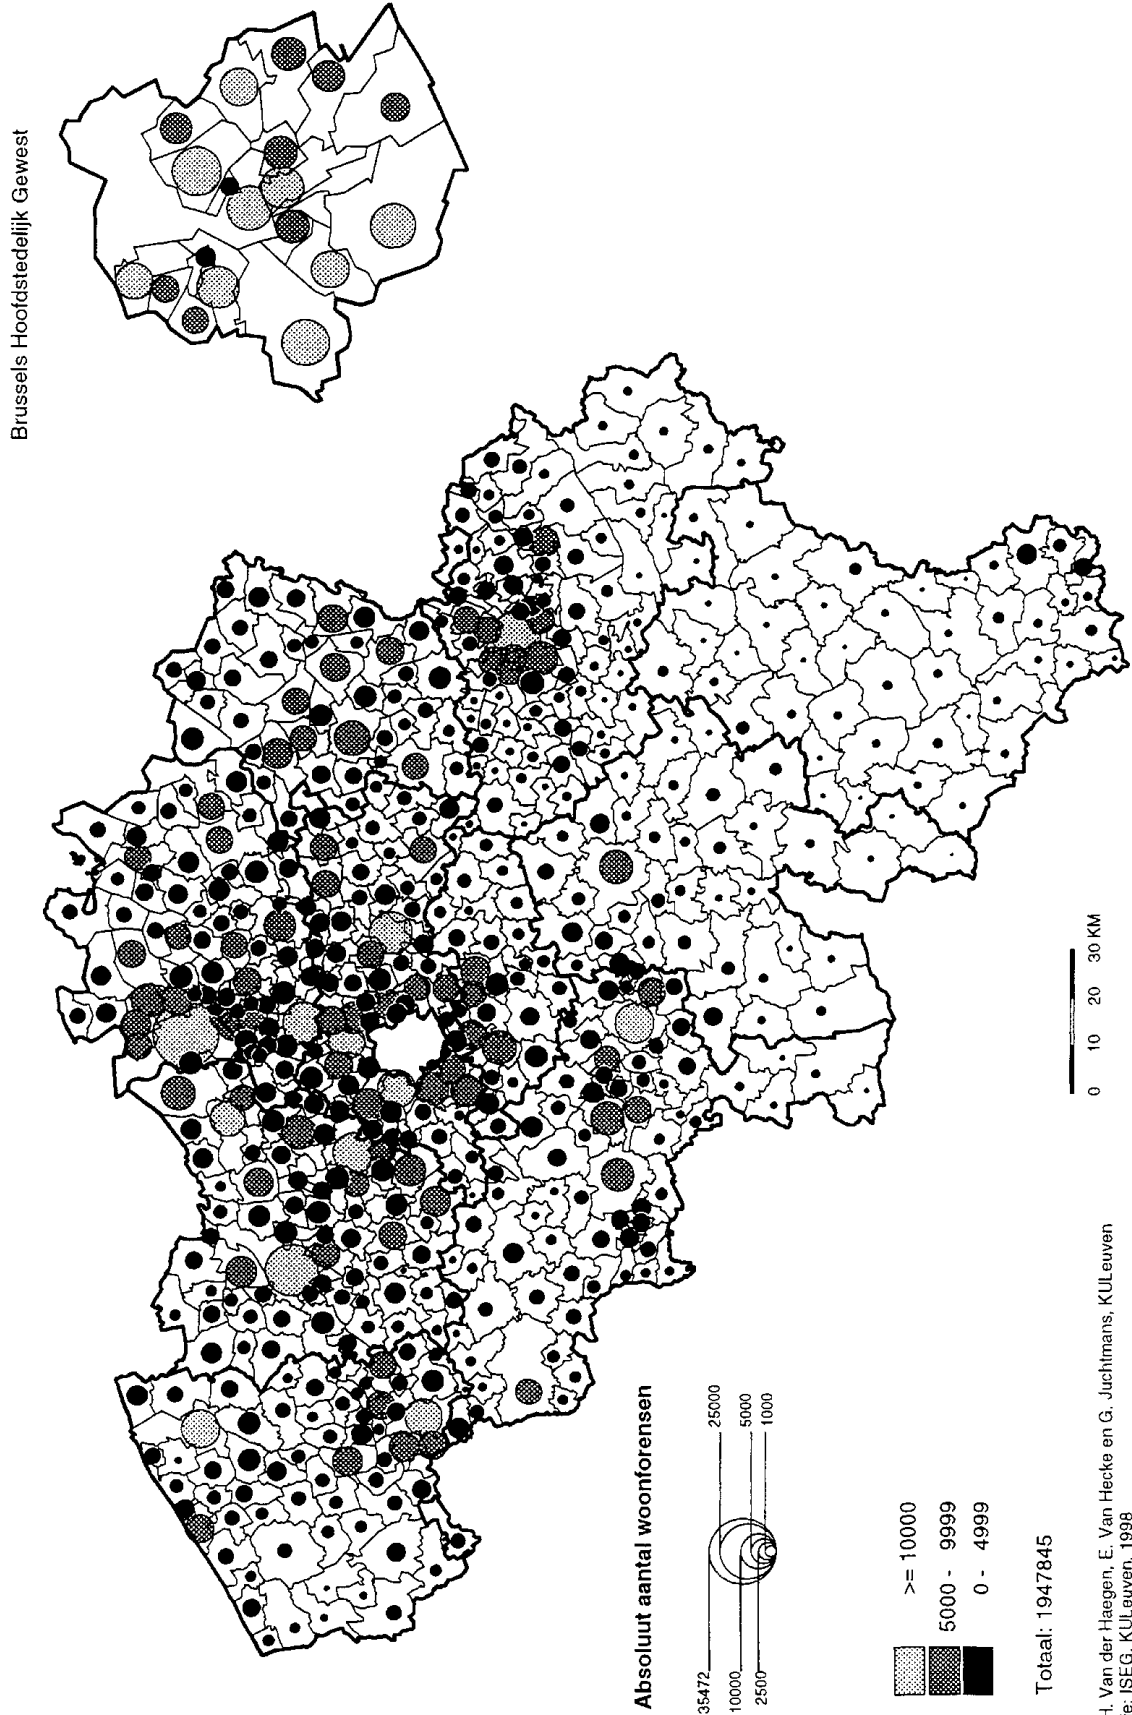 Brussels Hoofdstedelijk Gewest
Absoluut aantal woonforensen
35472
10000
2500
25000
5000
1000
>= 10000
5000 - 9999
0 - 4999
Totaal: 1947845
0 10 20 30 KM
H. Van der Haegen, E. Van Hecke en G. Juchtmans, KULeuven
ie: ISEG, KULeuven, 1998